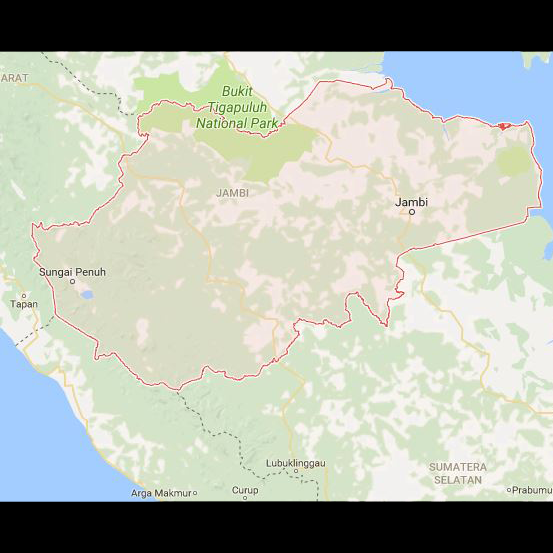 ARAT
Bukit
Tigapuluh
National Park
JAMBI
Jambi
Sungai Penuh
Tapan
Lubuklinggau
SUMATERA
SELATAN
Arga Makmur
Curup
Prabumu